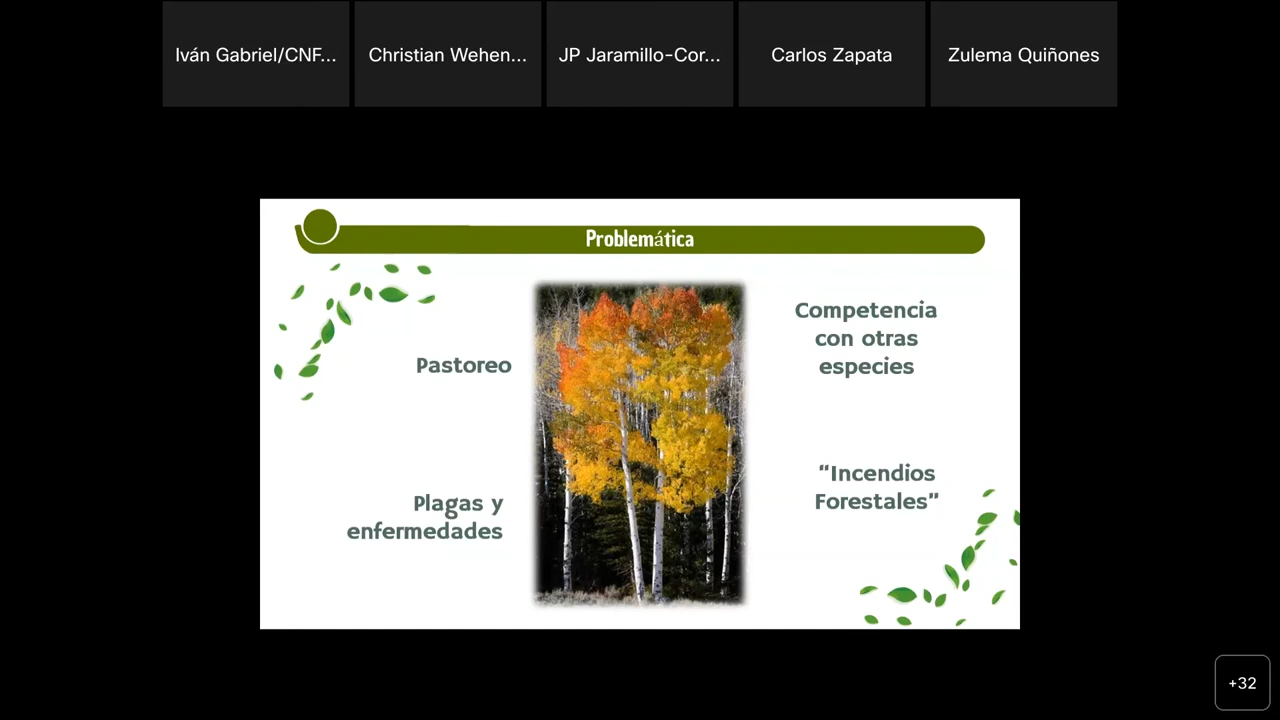 Iván Gabriel/CNF...
Christian Wehen...
JP Jaramillo-Cor...
Carlos Zapata
Zulema Quiñones
Problemática
Pastoreo
Competencia
con otras
especies
Plagas y
enfermedades
“Incendios
Forestales”
+32